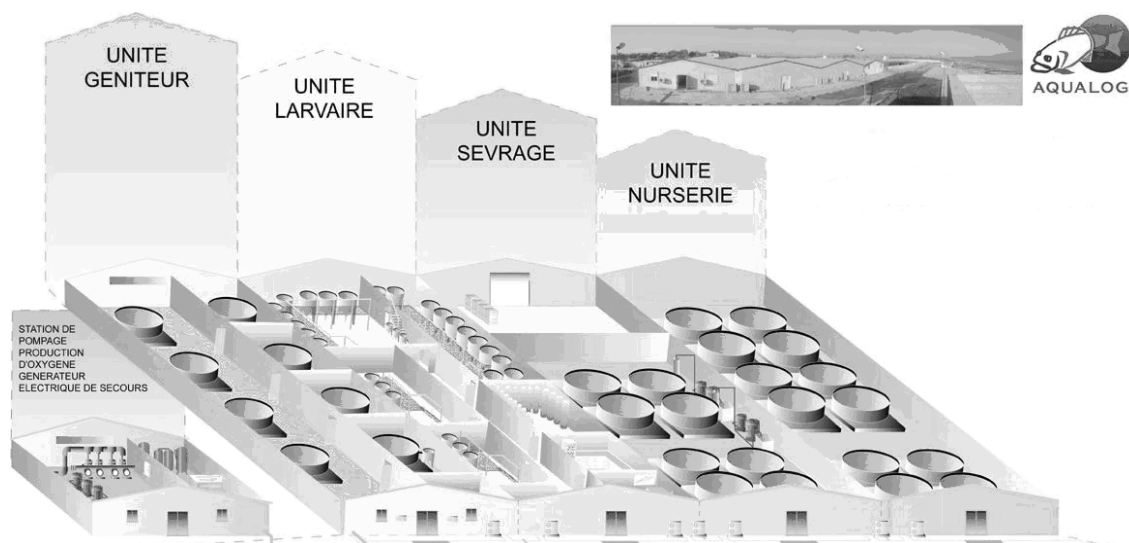 UNITE
GENITEUR
UNITE
LARVAIRE
UNITE
SEVRAGE
UNITE
NURSERIE
AQUALOG
STATION DE
POMPAGE
PRODUCTION
D'OXYGENE
GENERATEUR
ELECTRIQUE DE SECOURS